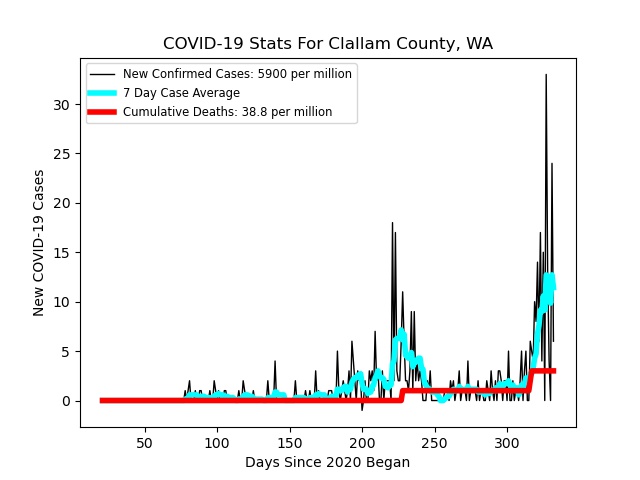 COVID-19 Stats For Clallam County, WA
New Confirmed Cases: 5900 per million
7 Day Case Average
Cumulative Deaths: 38.8 per million
New COVID-19 Cases
30
25
20
15
10
5
0
50 100 150 200 250 300
Days Since 2020 Began